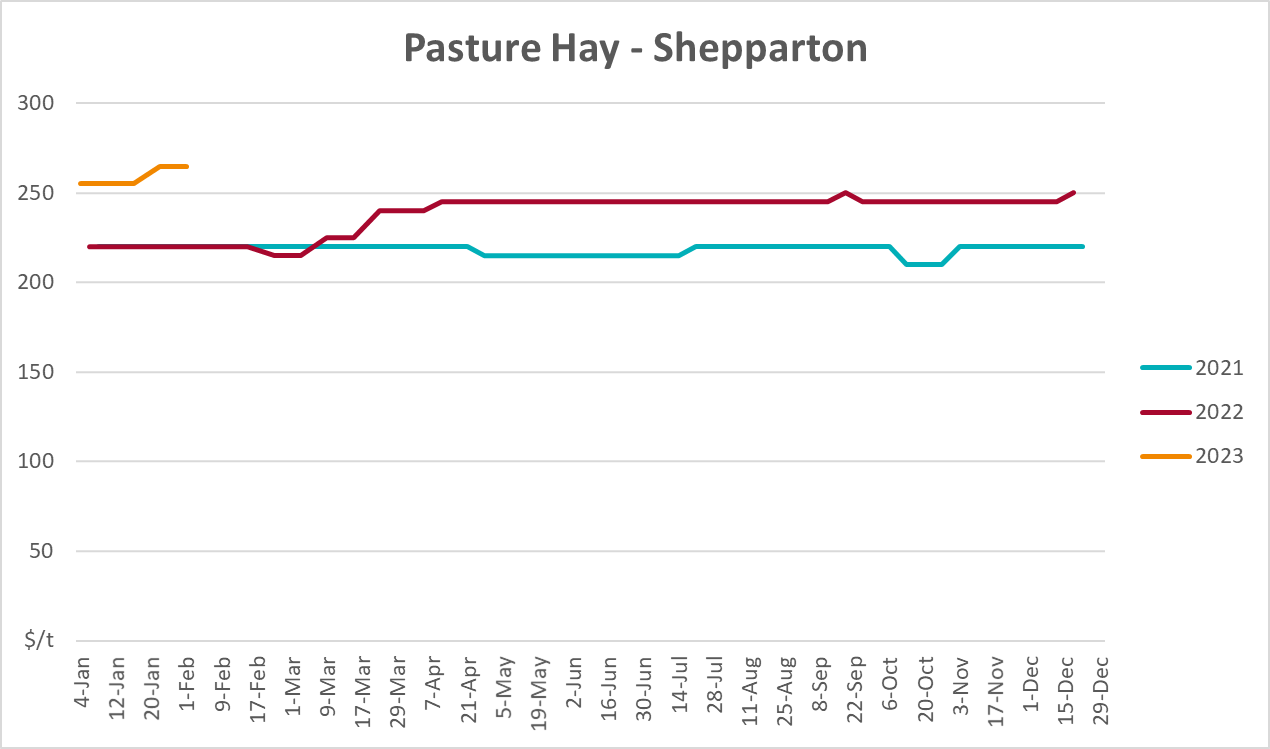 Pasture Hay - Shepparton
300
250
200
150
100
50
$/t
4-Jan
12-Jan
20-Jan
1-Feb
9-Feb
17-Feb
1-Mar
9-Mar
17-Mar
29-Mar
7-Apr
21-Apr
5-May
19-May
2-Jun
16-Jun
30-Jun
14-Jul
28-Jul
11-Aug
25-Aug
8-Sep
22-Sep
6-Oct
20-Oct
3-Nov
17-Nov
1-Dec
15-Dec
29-Dec
2021
2022
2023